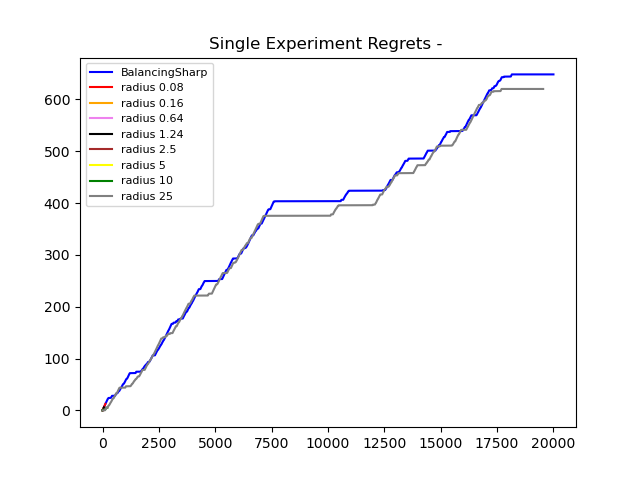 Single Experiment Regrets -
BalancingSharp
radius 0.08
radius 0.16
radius 0.64
radius 1.24
radius 2.5
radius 5
radius 10
radius 25
600
500
400
300
200
100
0
0 2500 5000 7500 10000 12500 15000 17500 20000